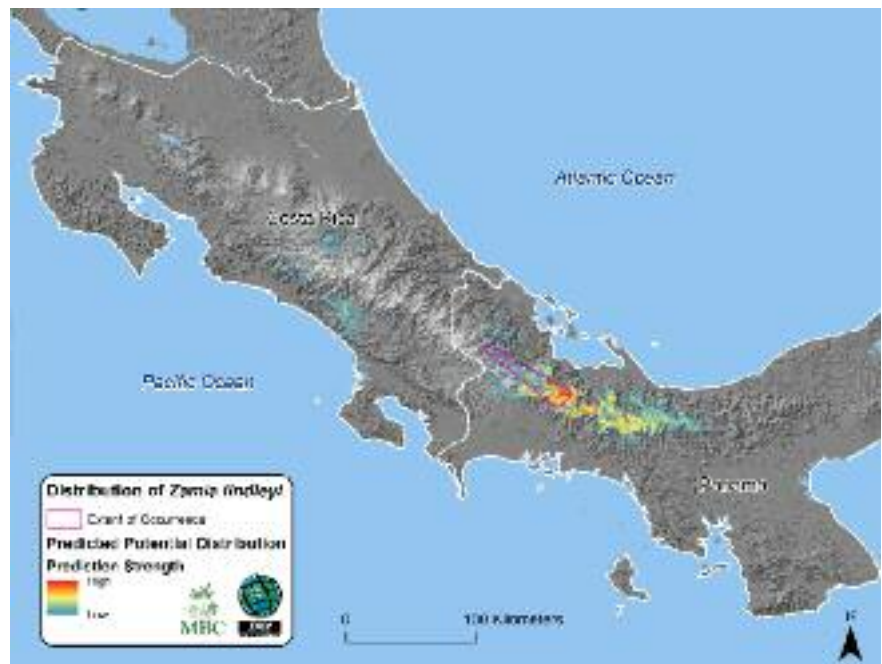 Atlantic Ocean
Costa Rica
Pacific Ocean
Panama
Distribution of Zamia lindleyi
Extent of Occurrence
Predicted Potential Distribution
Prediction Strength
High
Low
MBC
0 100 Kilometers
N